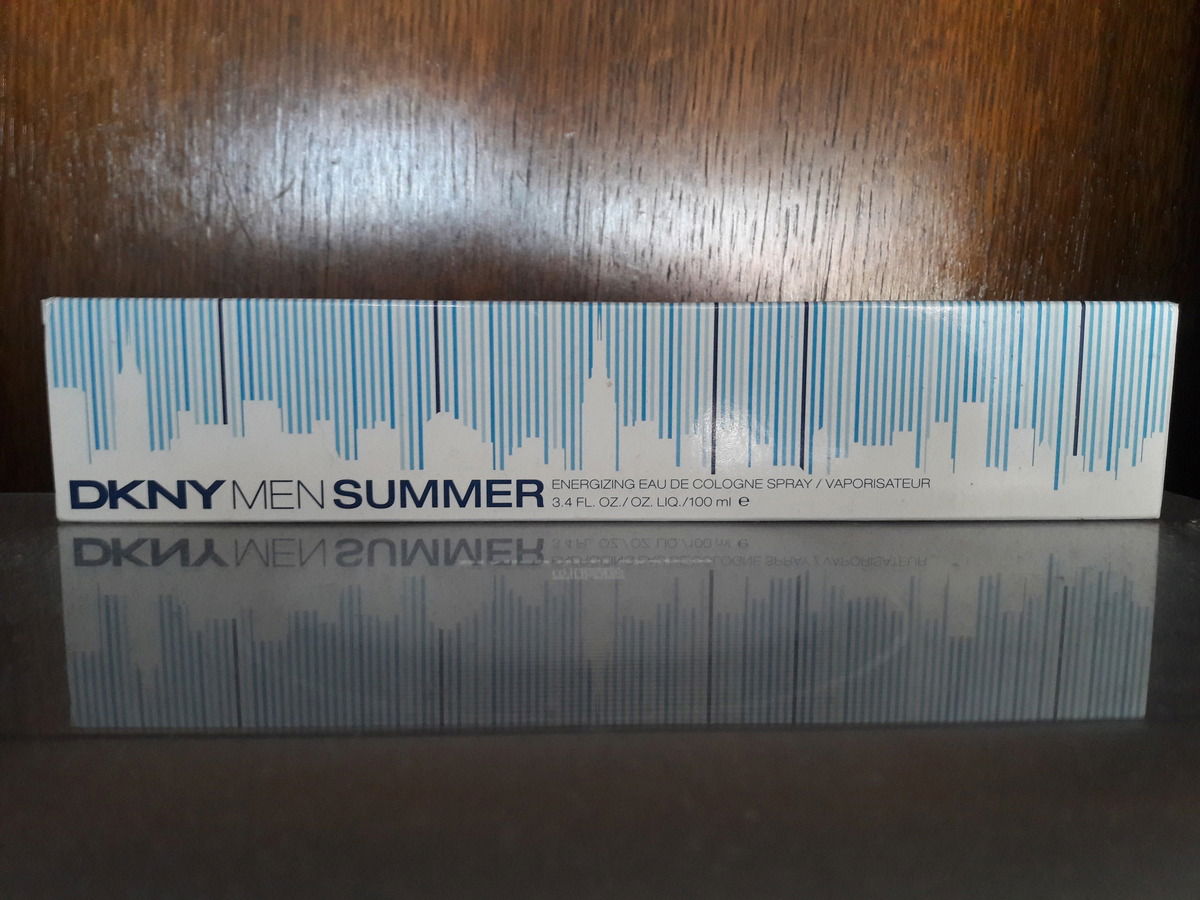 DKNY MEN SUMMER ENERGIZING EAU DE COLOGNE SPRAY / VAPORISATEUR
3.4 FL. OZ./OZ. LIQ./100 ml ℮